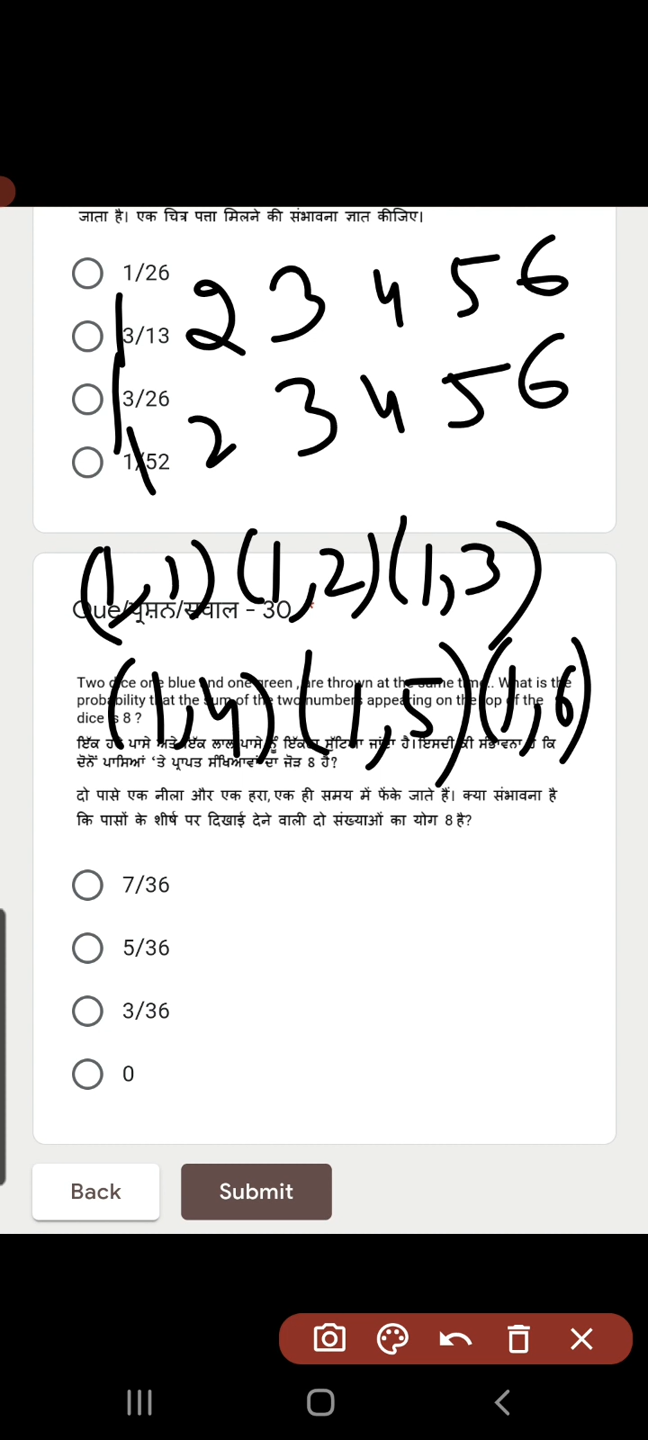 जाता है। एक चित्र पत्ता मिलने की संभावना ज्ञात कीजिए।
1/26
1 2 3 4 5 6
3/13
3/26
1 2 3 4 5 6
1/52
(1,1) (1,2) (1,3)
Que/ਪ੍ਰਸ਼ਨ/सवाल - 30 *
(1,4) (1,5) (1,6)
Two dice one blue and one green , are thrown at the same time.. What is the
probability that the sum of the two numbers appearing on the top of the
dice is 8 ?
ਇੱਕ ਪਾਸੇ ਅਤੇ ਇੱਕ ਲਾਲ ਪਾਸੇ ਨੂੰ ਜਾਂਦਾ ਹੈ।ਇਸਦੀ ਕੀ ਸੰਭਾਵਨਾ ਹੈ ਕਿ
ਦੋਨੋਂ ਪਾਸਿਆਂ ‘ਤੇ ਪ੍ਰਾਪਤ ਸੰਖਿਆਵਾਂ ਦਾ ਜੋੜ 8 ਹੈ?
दो पासे एक नीला और एक हरा, एक ही समय में फेंके जाते हैं। क्या संभावना है
कि पासों के शीर्ष पर दिखाई देने वाली दो संख्याओं का योग 8 है?
7/36
5/36
3/36
0
Back
Submit